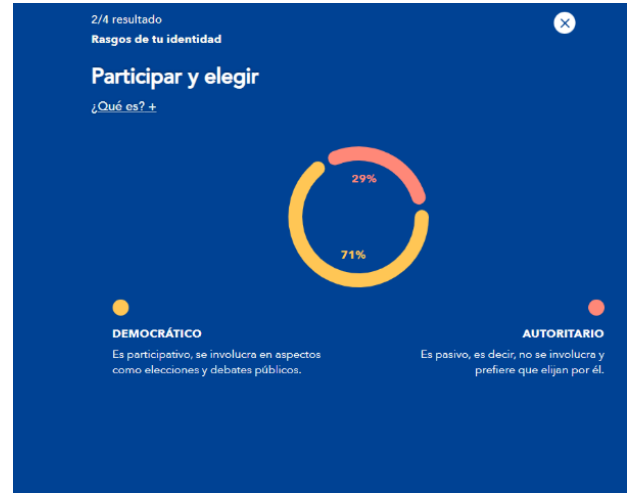 2/4 resultado
Rasgos de tu identidad
Participar y elegir
¿Qué es? +
29%
71%
DEMOCRÁTICO
Es participativo, se involucra en aspectos
como elecciones y debates públicos.
AUTORITARIO
Es pasivo, es decir, no se involucra y
prefiere que elijan por él.